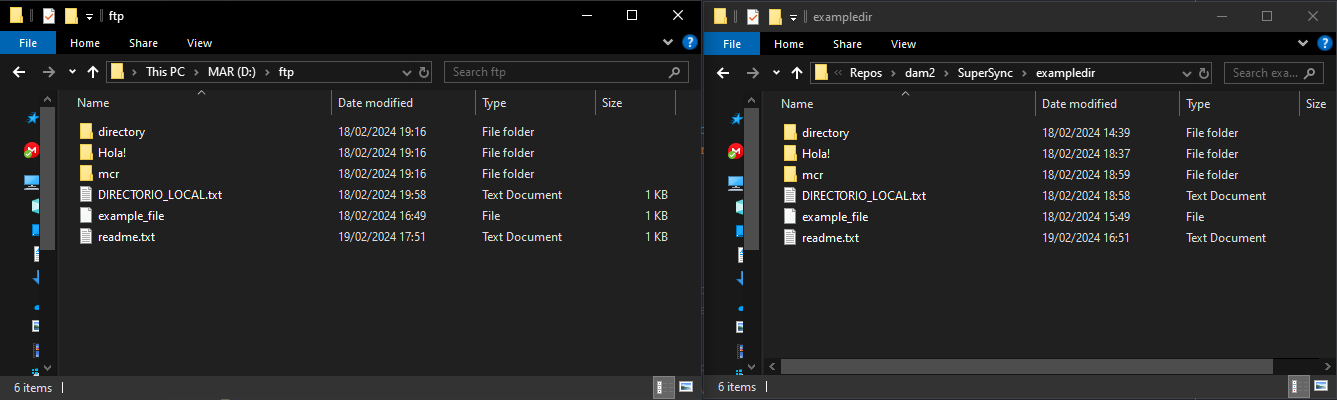 ftp
File Home Share View
This PC MAR (D:) ftp
Search ftp
Name Date modified Type Size
directory 18/02/2024 19:16 File folder
Hola! 18/02/2024 19:16 File folder
mcr 18/02/2024 19:16 File folder
DIRECTORIO_LOCAL.txt 18/02/2024 19:58 Text Document 1 KB
example_file 18/02/2024 16:49 File 1 KB
readme.txt 19/02/2024 17:51 Text Document 1 KB
6 items
exampledir
File Home Share View
Repos dam2 SuperSync exampledir
Search exa...
Name Date modified Type Size
directory 18/02/2024 14:39 File folder
Hola! 18/02/2024 18:37 File folder
mcr 18/02/2024 18:59 File folder
DIRECTORIO_LOCAL.txt 18/02/2024 18:58 Text Document
example_file 18/02/2024 15:49 File
readme.txt 19/02/2024 16:51 Text Document
6 items